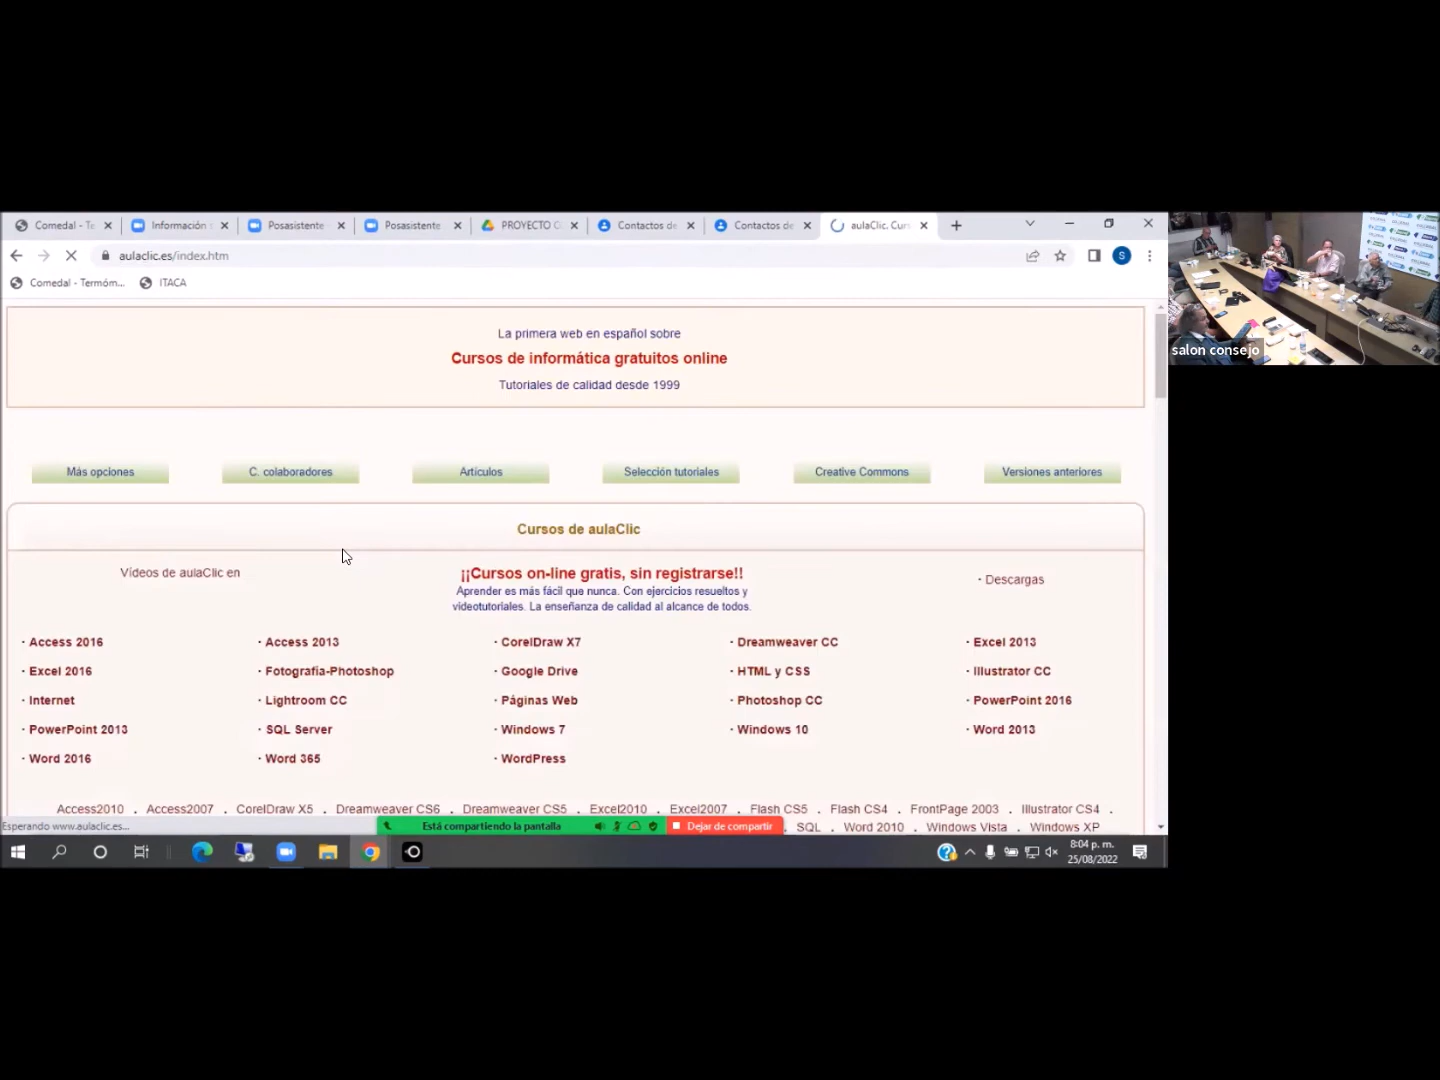 Comedal - Te
Información s
Posasistente
Posasistente
PROYECTO C
Contactos de
Contactos de
aulaClic. Curs
aulaclic.es/index.htm
S
Comedal - Termóm...
ITACA
La primera web en español sobre
Cursos de informática gratuitos online
Tutoriales de calidad desde 1999
Más opciones
C. colaboradores
Artículos
Selección tutoriales
Creative Commons
Versiones anteriores
Cursos de aulaClic
Vídeos de aulaClic en
¡¡Cursos on-line gratis, sin registrarse!!
Aprender es más fácil que nunca. Con ejercicios resueltos y
videotutoriales. La enseñanza de calidad al alcance de todos.
· Descargas
· Access 2016 · Access 2013 · CorelDraw X7 · Dreamweaver CC · Excel 2013
· Excel 2016 · Fotografía-Photoshop · Google Drive · HTML y CSS · Illustrator CC
· Internet · Lightroom CC · Páginas Web · Photoshop CC · PowerPoint 2016
· PowerPoint 2013 · SQL Server · Windows 7 · Windows 10 · Word 2013
· Word 2016 · Word 365 · WordPress
Access2010 . Access2007 . CorelDraw X5 . Dreamweaver CS6 . Dreamweaver CS5 . Excel2010 . Excel2007 . Flash CS5 . Flash CS4 . FrontPage 2003 . Illustrator CS4 .
. SQL . Word 2010 . Windows Vista . Windows XP
Esperando www.aulaclic.es...
Está compartiendo la pantalla
Dejar de compartir
8:04 p. m.
25/08/2022
salon consejo